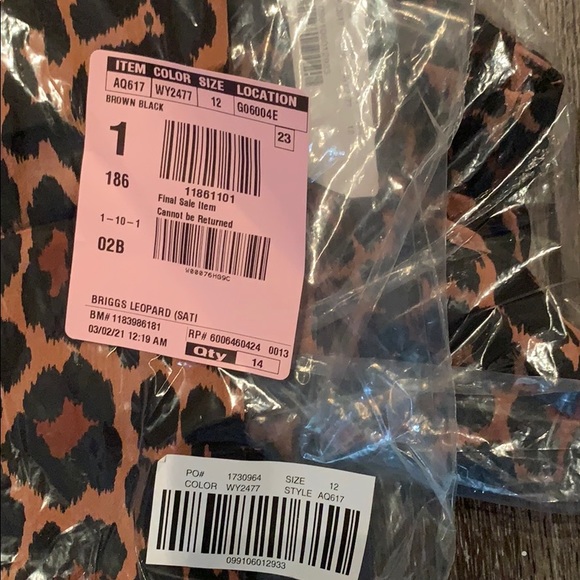 ITEM COLOR SIZE LOCATION
AQ617 WY2477 12 G06004E
BROWN BLACK
23
1
186
11861101
Final Sale Item
Cannot be Returned
1-10-1
02B
W00076H99C
BRIGGS LEOPARD (SATI
BM# 1183986181
RP# 6006460424 0013
03/02/21 12:19 AM
Qty 14
PO# 1730964 SIZE 12
COLOR WY2477 STYLE AQ617
099106012933